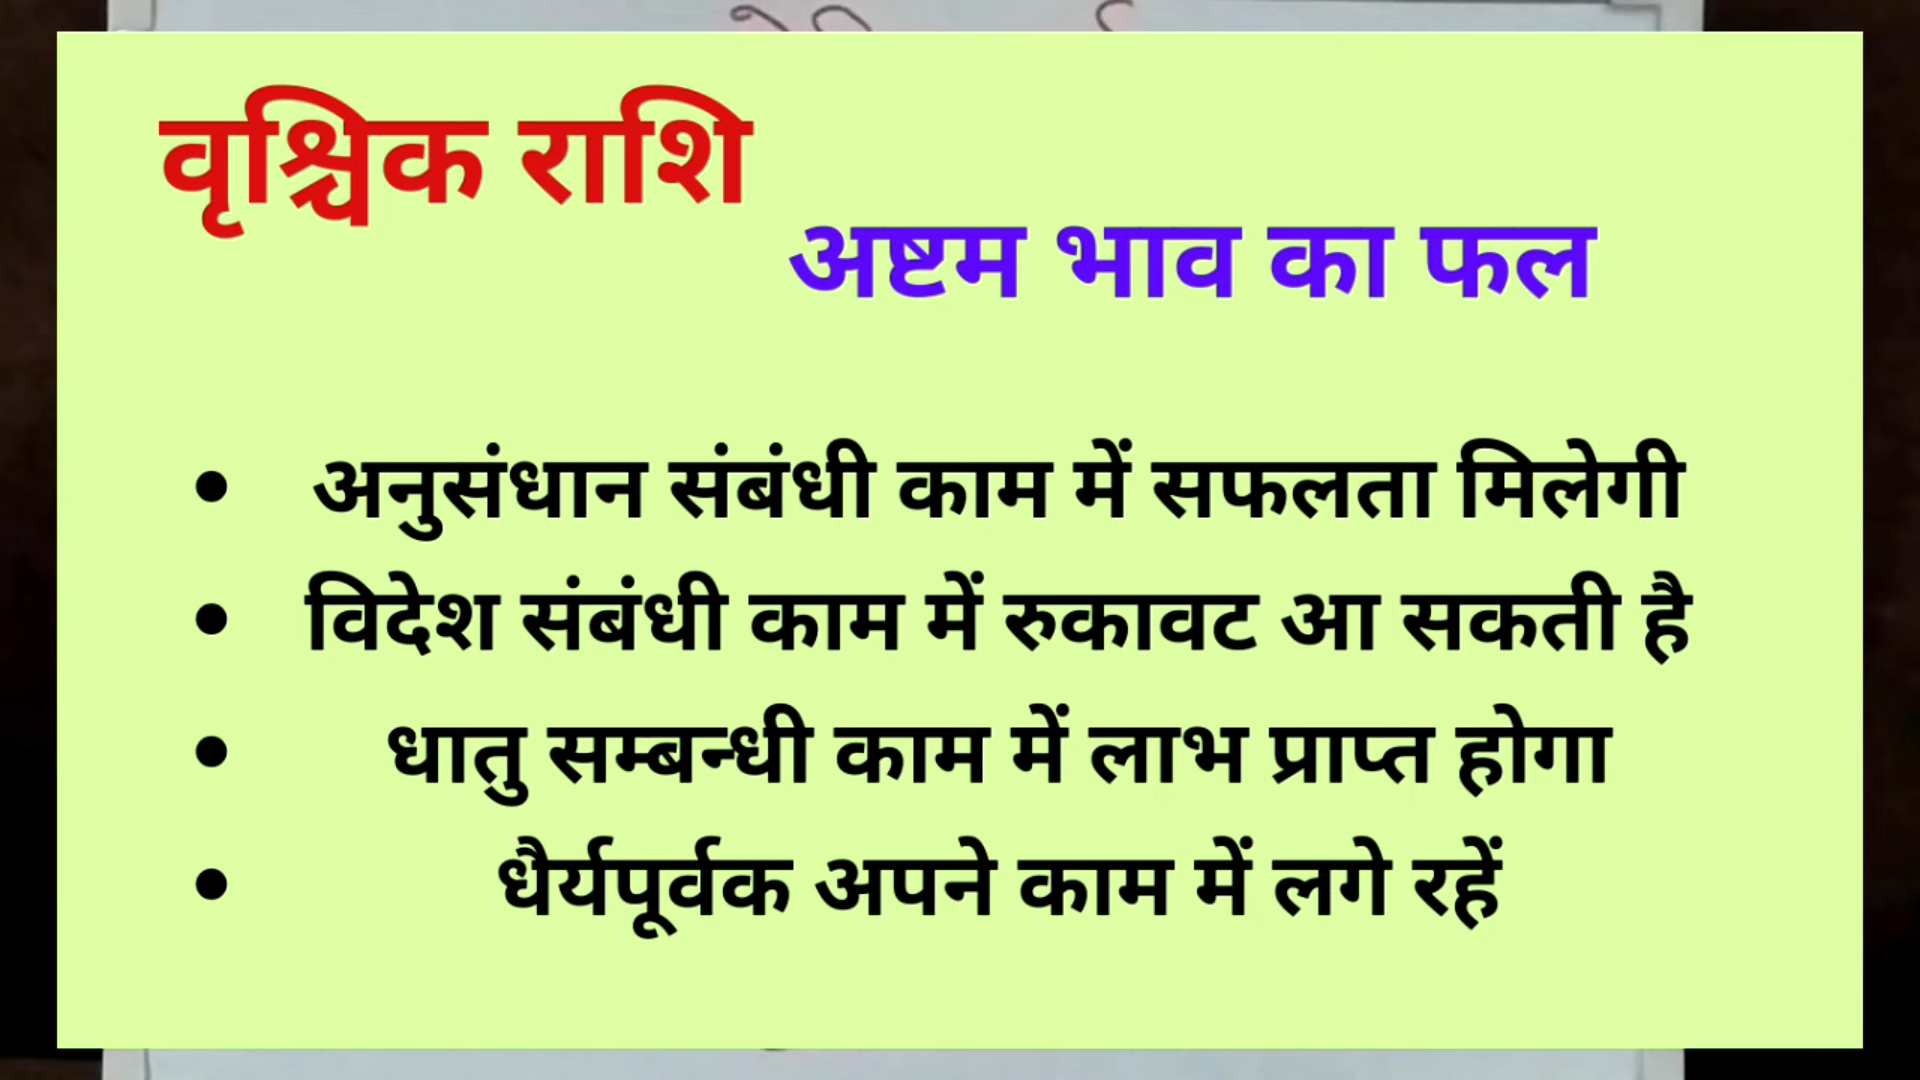 वृश्चिक राशि
अष्टम भाव का फल
• अनुसंधान संबंधी काम में सफलता मिलेगी
• विदेश संबंधी काम में रुकावट आ सकती है
• धातु सम्बन्धी काम में लाभ प्राप्त होगा
• धैर्यपूर्वक अपने काम में लगे रहें